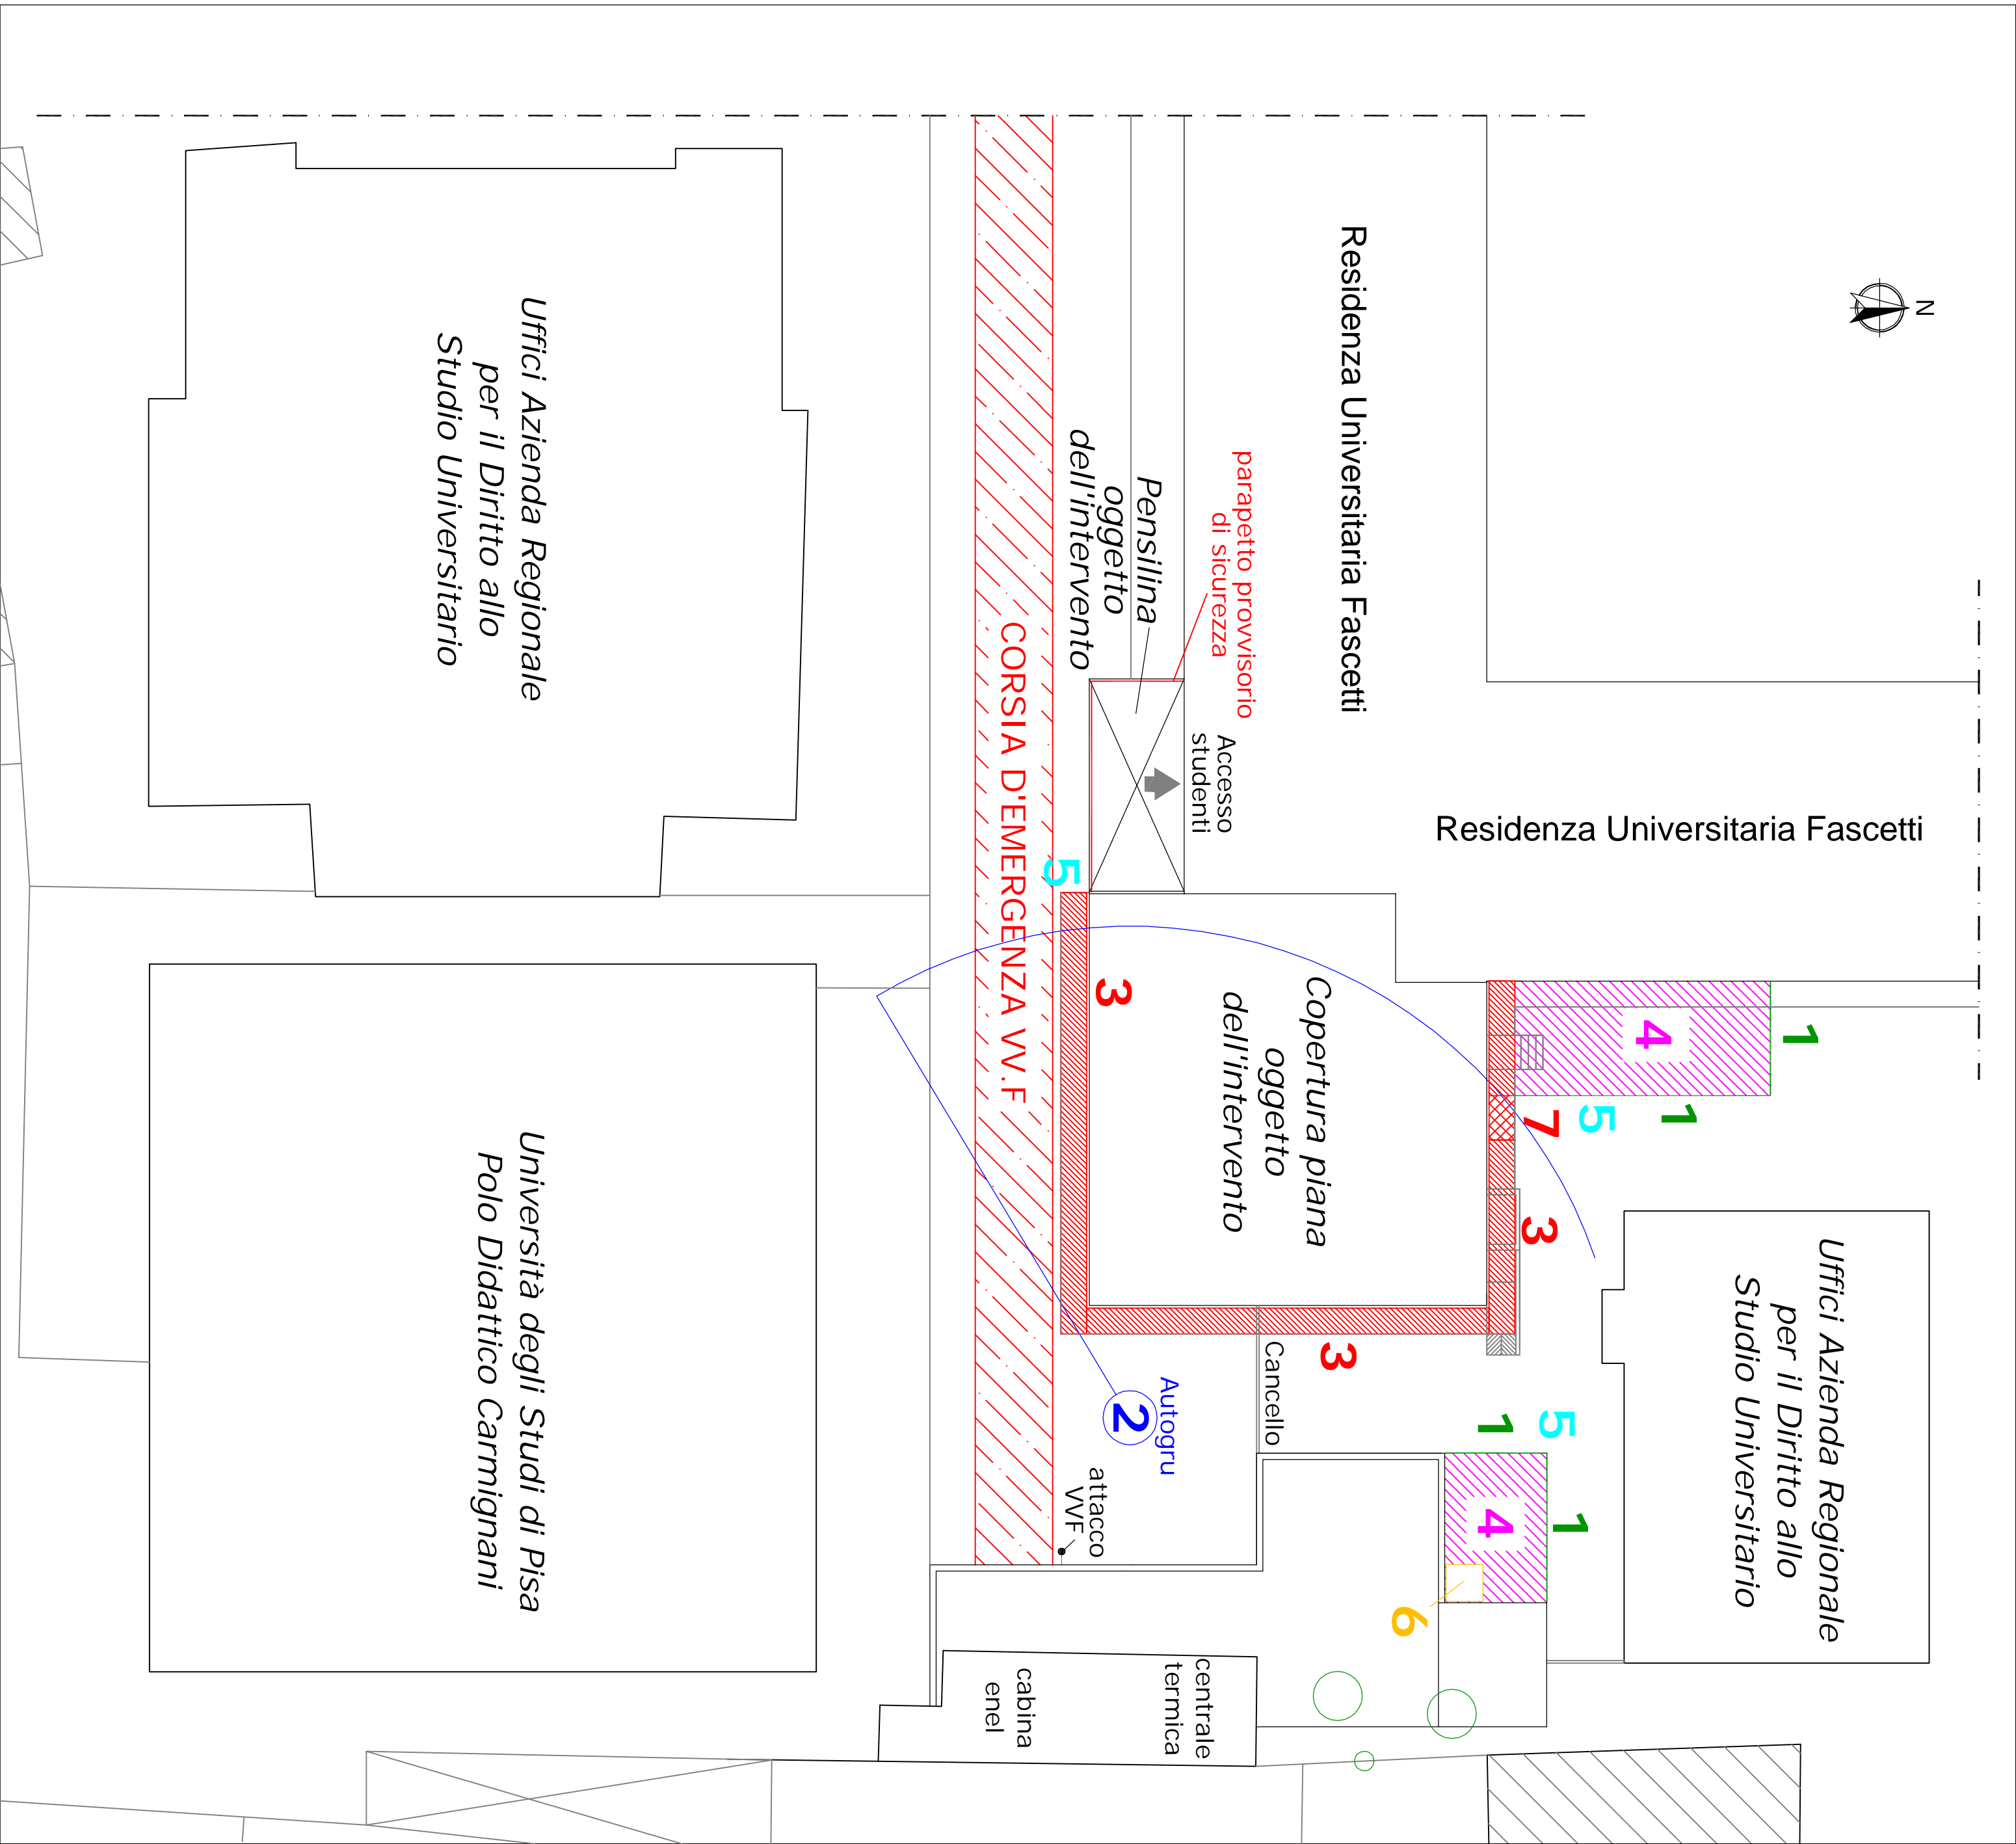 N
Residenza Universitaria Fascetti
Residenza Universitaria Fascetti
parapetto provvisorio
di sicurezza
Pensilina
oggetto
dell'intervento
Accesso
studenti
Uffici Azienda Regionale
per il Diritto allo
Studio Universitario
CORSIA D'EMERGENZA VV.F
5
3
Copertura piana
oggetto
dell'intervento
4
1
1
5
7
3
3
Uffici Azienda Regionale
per il Diritto allo
Studio Universitario
Cancello
Autogru
2
attacco
VVF
1
5
4
1
6
Università degli Studi di Pisa
Polo Didattico Carmignani
centrale
termica
cabina
enel